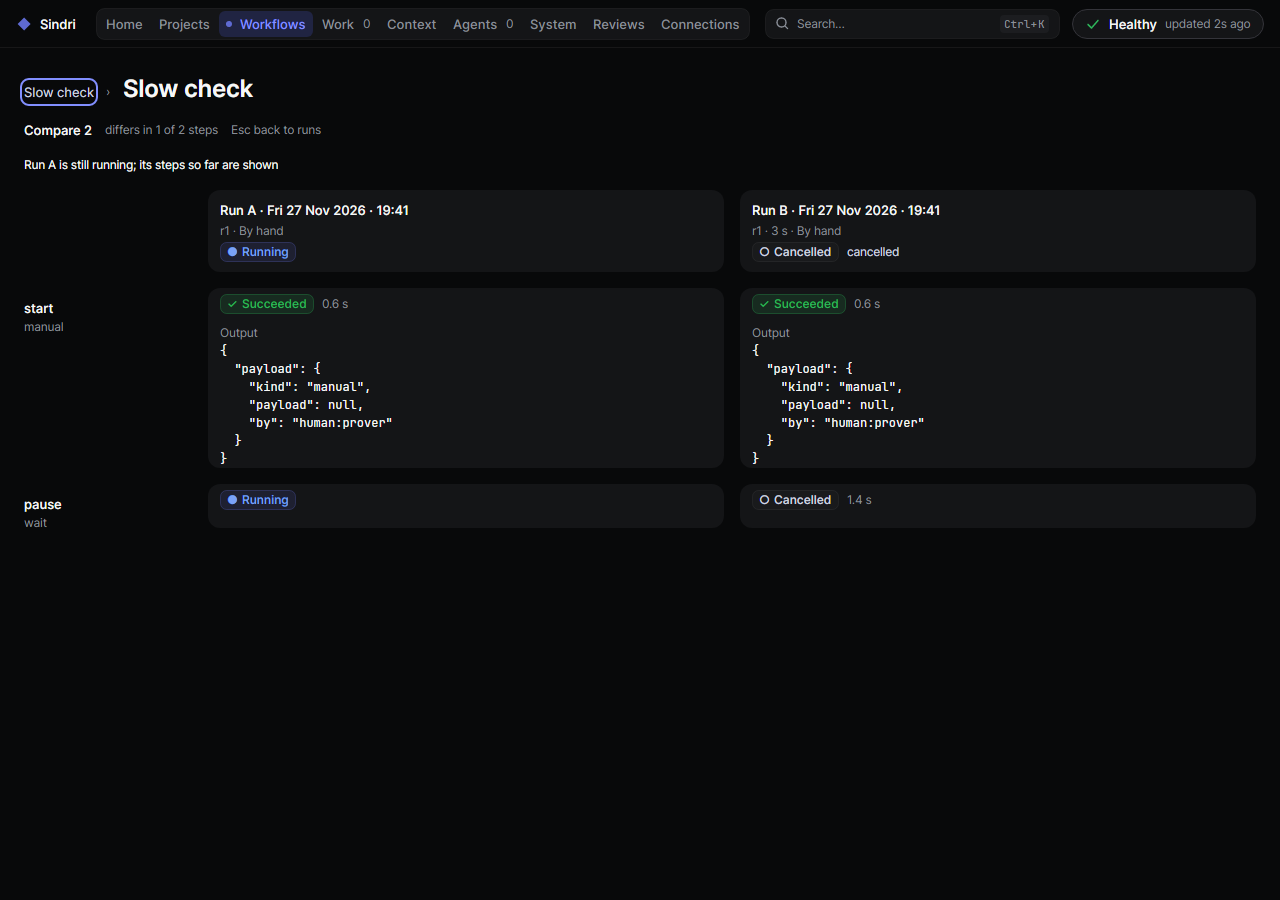 Sindri Home Projects Workflows Work 0 Context Agents 0 System Reviews Connections Search... Ctrl+K Healthy updated 2s ago
Slow check › Slow check
Compare 2 differs in 1 of 2 steps Esc back to runs
Run A is still running; its steps so far are shown
Run A · Fri 27 Nov 2026 · 19:41
r1 · By hand
Running
Run B · Fri 27 Nov 2026 · 19:41
r1 · 3 s · By hand
Cancelled cancelled
start
manual
Succeeded 0.6 s
Output
{
  "payload": {
    "kind": "manual",
    "payload": null,
    "by": "human:prover"
  }
}
Succeeded 0.6 s
Output
{
  "payload": {
    "kind": "manual",
    "payload": null,
    "by": "human:prover"
  }
}
pause
wait
Running
Cancelled 1.4 s